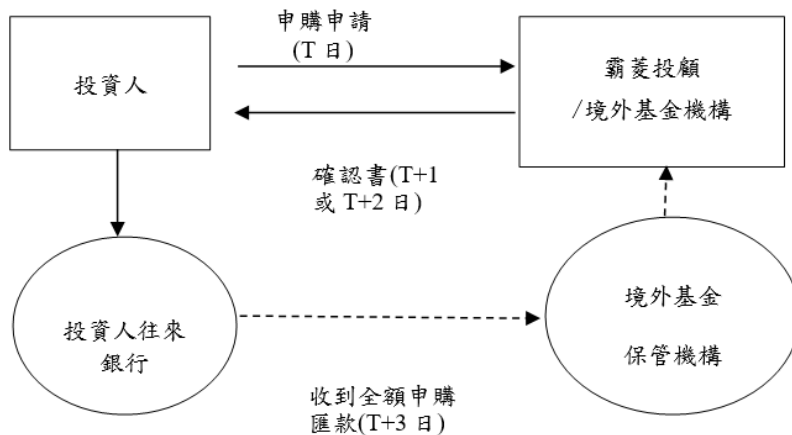 申購申請
(T 日)
投資人
霸菱投顧
/境外基金機構
確認書(T+1
或 T+2 日)
投資人往來
銀行
境外基金
保管機構
收到全額申購
匯款(T+3 日)